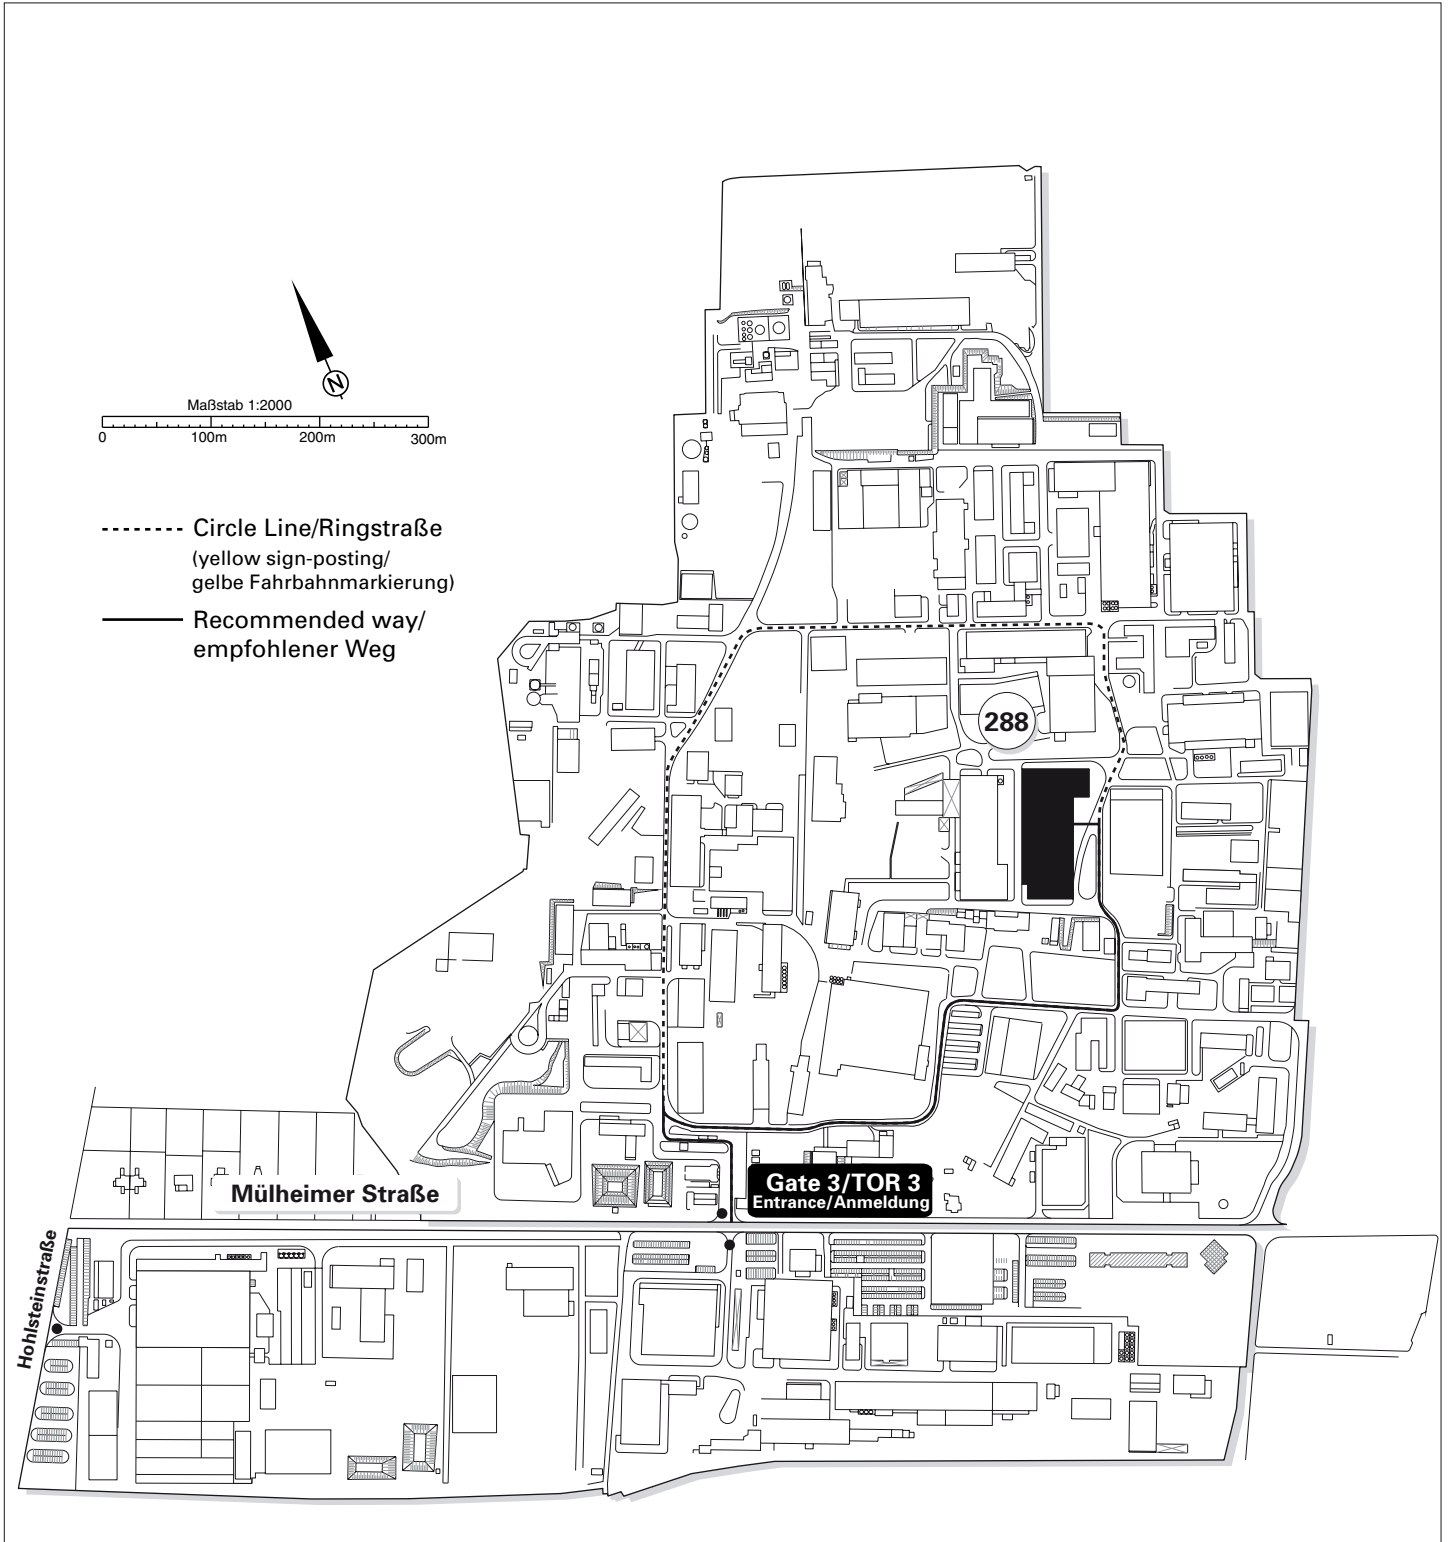 N
Maßstab 1:2000
0 100m 200m 300m
Circle Line/Ringstraße
(yellow sign-posting/
gelbe Fahrbahnmarkierung)
Recommended way/
empfohlener Weg
288
Gate 3/TOR 3
Entrance/Anmeldung
Mülheimer Straße
Hohlsteinstraße